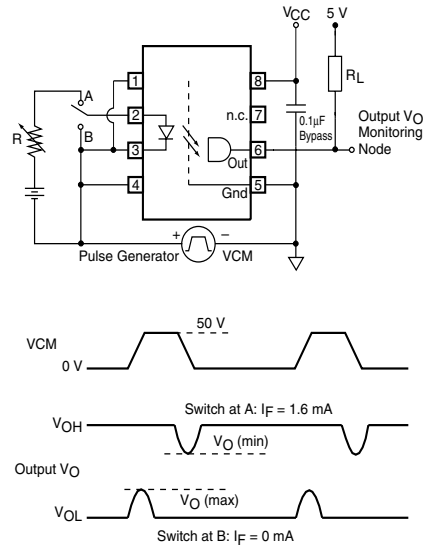 VCC 5 V
A
B
R
1
2
3
4
8
n.c. 7
6
Out
5
Gnd
0.1μF
Bypass
RL
Output VO
Monitoring
Node
Pulse Generator + − VCM
VCM
50 V
0 V
Switch at A: IF = 1.6 mA
VOH
VO (min)
Output VO
VO (max)
VOL
Switch at B: IF = 0 mA